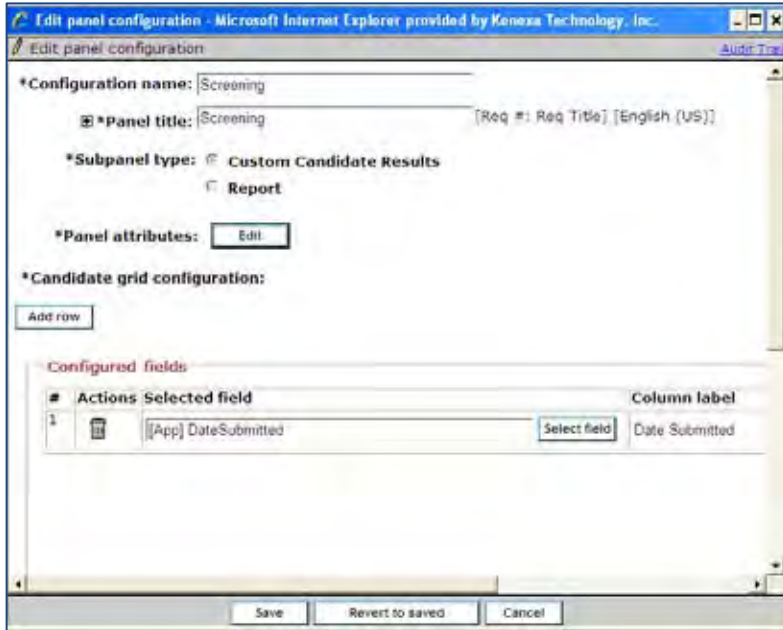 Edit panel configuration - Microsoft Internet Explorer provided by Kenexa Technology, Inc.
Edit panel configuration
Audit Trail
*Configuration name: Screening
*Panel title: Screening [Req #: Req Title] [English (US)]
*Subpanel type: Custom Candidate Results
Report
*Panel attributes: Edit
*Candidate grid configuration:
Add row
Configured fields
# Actions Selected field Column label
1 [[App] DateSubmitted Select field Date Submitted
Save Revert to saved Cancel